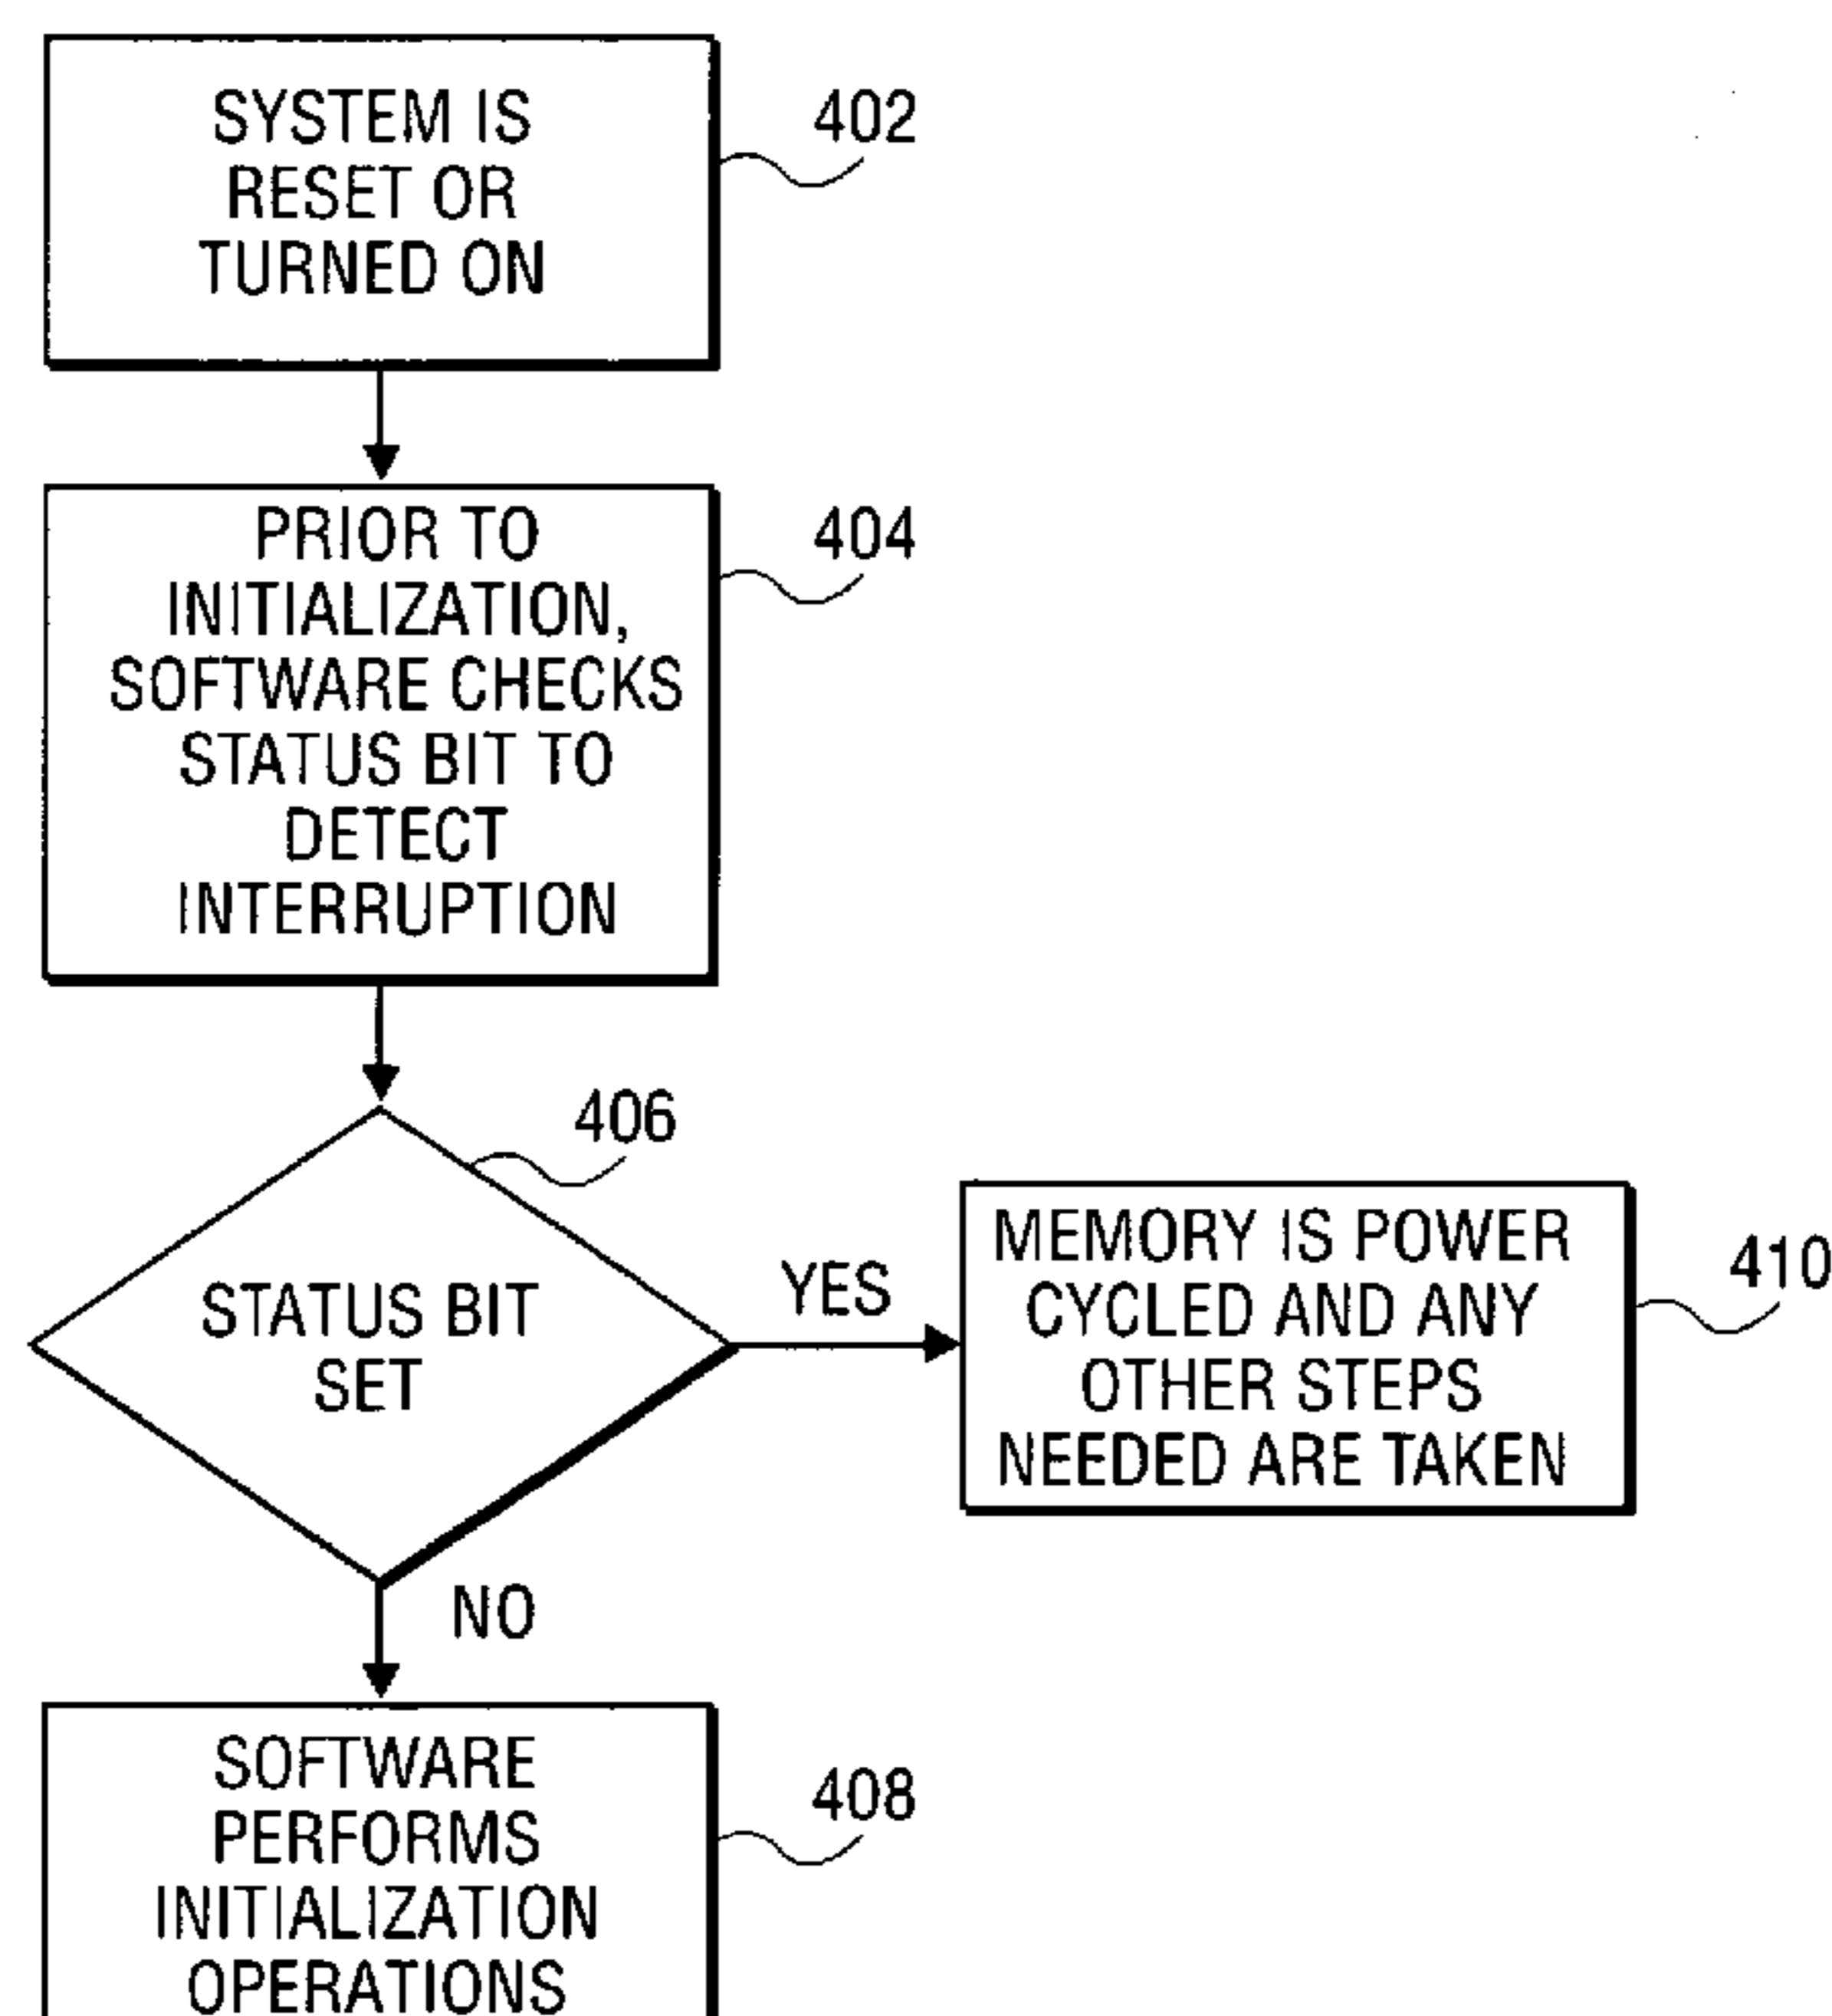 SYSTEM IS
RESET OR
TURNED ON
402
PRIOR TO
INITIALIZATION,
SOFTWARE CHECKS
STATUS BIT TO
DETECT
INTERRUPTION
404
406
STATUS BIT
SET
YES
MEMORY IS POWER
CYCLED AND ANY
OTHER STEPS
NEEDED ARE TAKEN
410
NO
SOFTWARE
PERFORMS
INITIALIZATION
OPERATIONS
408